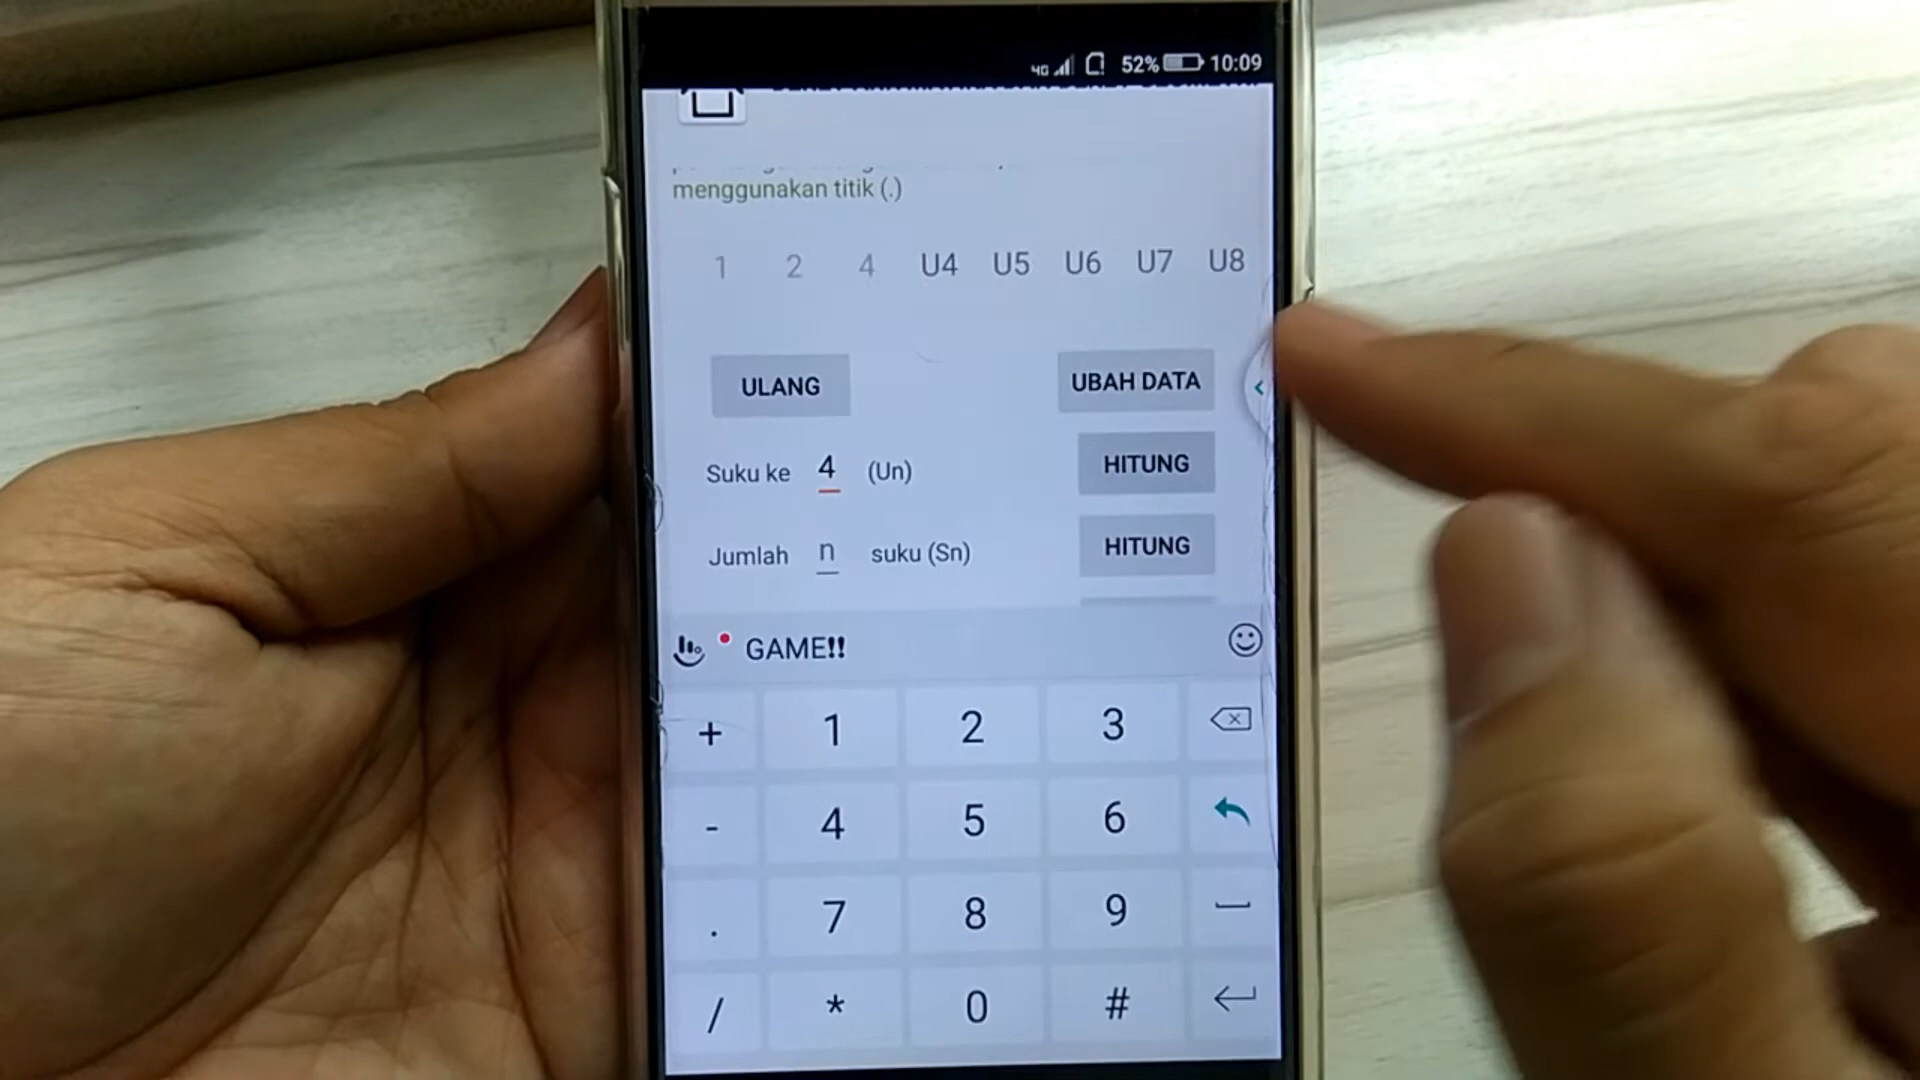 4G 52% 10:09
menggunakan titik (.)
1 2 4 U4 U5 U6 U7 U8
ULANG UBAH DATA
Suku ke 4 (Un) HITUNG
Jumlah n suku (Sn) HITUNG
GAME!!
+ 1 2 3
- 4 5 6
. 7 8 9
/ * 0 #